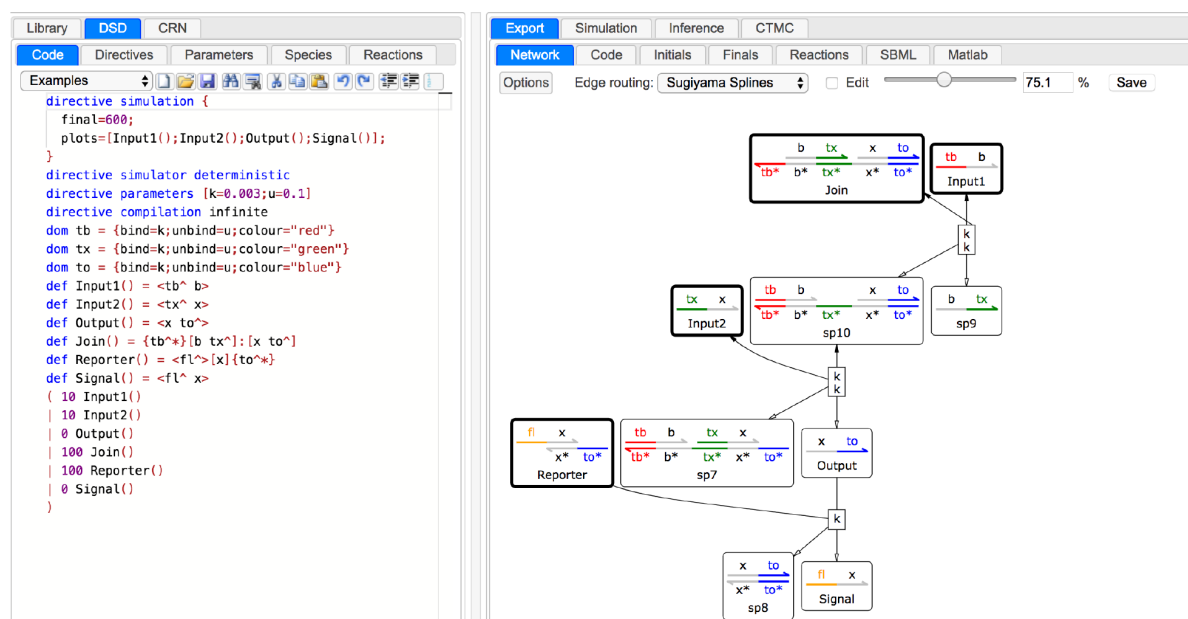 Library DSD CRN
Code Directives Parameters Species Reactions
Examples
directive simulation {
final=600;
plots=[Input1();Input2();Output();Signal()];
}
directive simulator deterministic
directive parameters [k=0.003;u=0.1]
directive compilation infinite
dom tb = {bind=k;unbind=u;colour="red"}
dom tx = {bind=k;unbind=u;colour="green"}
dom to = {bind=k;unbind=u;colour="blue"}
def Input1() = <tb^ b>
def Input2() = <tx^ x>
def Output() = <x to^>
def Join() = {tb^*}[b tx^]:[x to^]
def Reporter() = <fl^>[x]{to^*}
def Signal() = <fl^ x>
( 10 Input1()
| 10 Input2()
| 0 Output()
| 100 Join()
| 100 Reporter()
| 0 Signal()
)
Export Simulation Inference CTMC
Network Code Initials Finals Reactions SBML Matlab
Options Edge routing: Sugiyama Splines Edit 75.1 % Save
b tx x to
tb* b* tx* x* to*
Join
tb b
Input1
k
k
tx x
Input2
tb b x to
tb* b* tx* x* to*
sp10
b tx
sp9
k
k
fl x
x* to*
Reporter
tb b tx x
tb* b* tx* x* to*
sp7
x to
Output
k
x to
x* to*
sp8
fl x
Signal